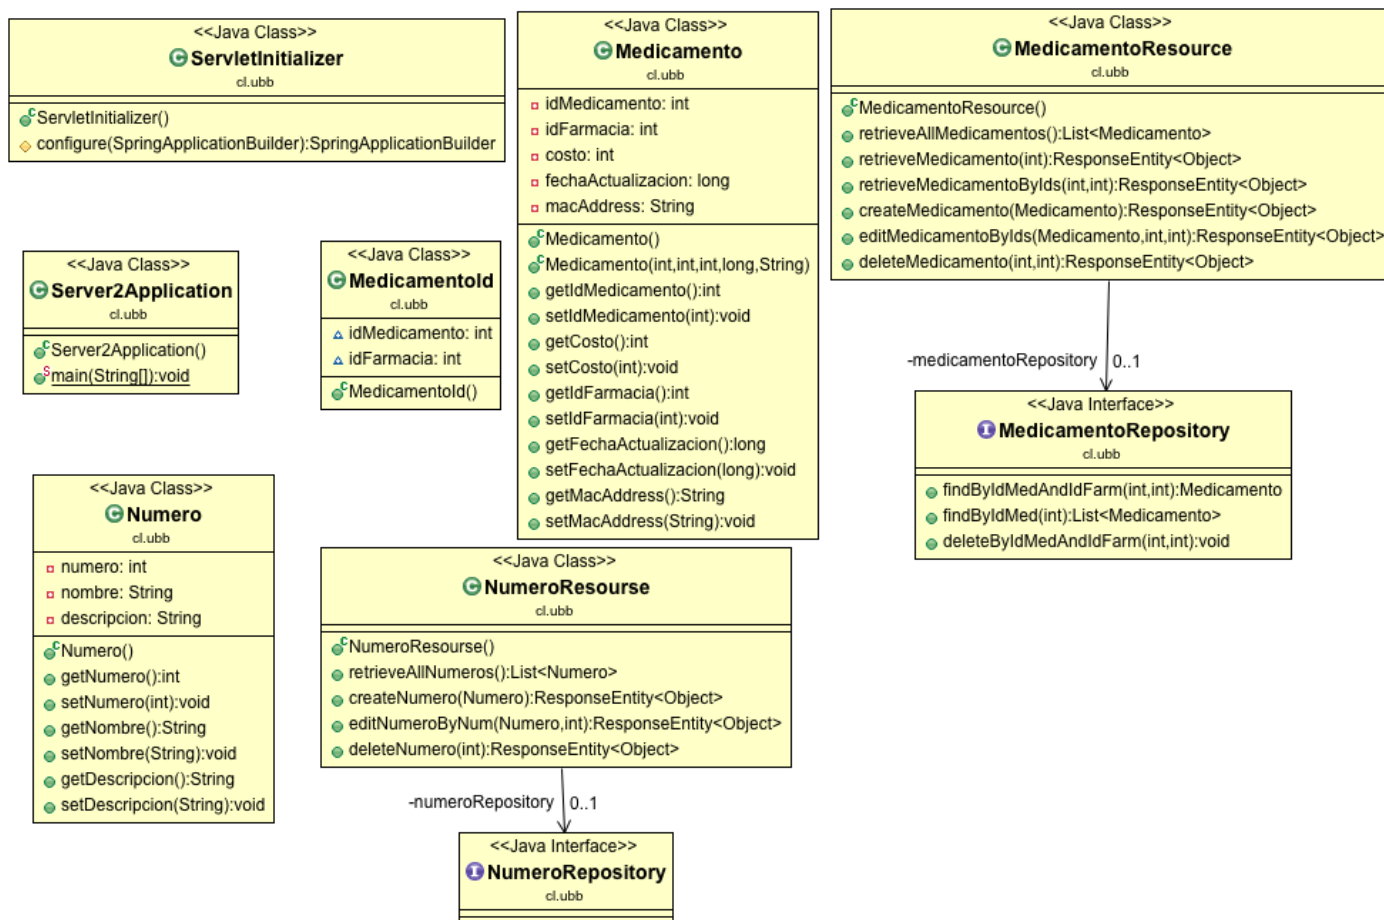 <<Java Class>>
ServletInitializer
cl.ubb
ServletInitializer()
configure(SpringApplicationBuilder):SpringApplicationBuilder
<<Java Class>>
Medicamento
cl.ubb
idMedicamento: int
idFarmacia: int
costo: int
fechaActualizacion: long
macAddress: String
Medicamento()
Medicamento(int,int,int,long,String)
getIdMedicamento():int
setIdMedicamento(int):void
getCosto():int
setCosto(int):void
getIdFarmacia():int
setIdFarmacia(int):void
getFechaActualizacion():long
setFechaActualizacion(long):void
getMacAddress():String
setMacAddress(String):void
<<Java Class>>
MedicamentoResource
cl.ubb
MedicamentoResource()
retrieveAllMedicamentos():List<Medicamento>
retrieveMedicamento(int):ResponseEntity<Object>
retrieveMedicamentoByIds(int,int):ResponseEntity<Object>
createMedicamento(Medicamento):ResponseEntity<Object>
editMedicamentoByIds(Medicamento,int,int):ResponseEntity<Object>
deleteMedicamento(int,int):ResponseEntity<Object>
<<Java Class>>
Server2Application
cl.ubb
Server2Application()
main(String[]):void
<<Java Class>>
MedicamentoId
cl.ubb
idMedicamento: int
idFarmacia: int
MedicamentoId()
-medicamentoRepository 0..1
<<Java Interface>>
MedicamentoRepository
cl.ubb
findByIdMedAndIdFarm(int,int):Medicamento
findByIdMed(int):List<Medicamento>
deleteByIdMedAndIdFarm(int,int):void
<<Java Class>>
Numero
cl.ubb
numero: int
nombre: String
descripcion: String
Numero()
getNumero():int
setNumero(int):void
getNombre():String
setNombre(String):void
getDescripcion():String
setDescripcion(String):void
<<Java Class>>
NumeroResourse
cl.ubb
NumeroResourse()
retrieveAllNumeros():List<Numero>
createNumero(Numero):ResponseEntity<Object>
editNumeroByNum(Numero,int):ResponseEntity<Object>
deleteNumero(int):ResponseEntity<Object>
-numeroRepository 0..1
<<Java Interface>>
NumeroRepository
cl.ubb